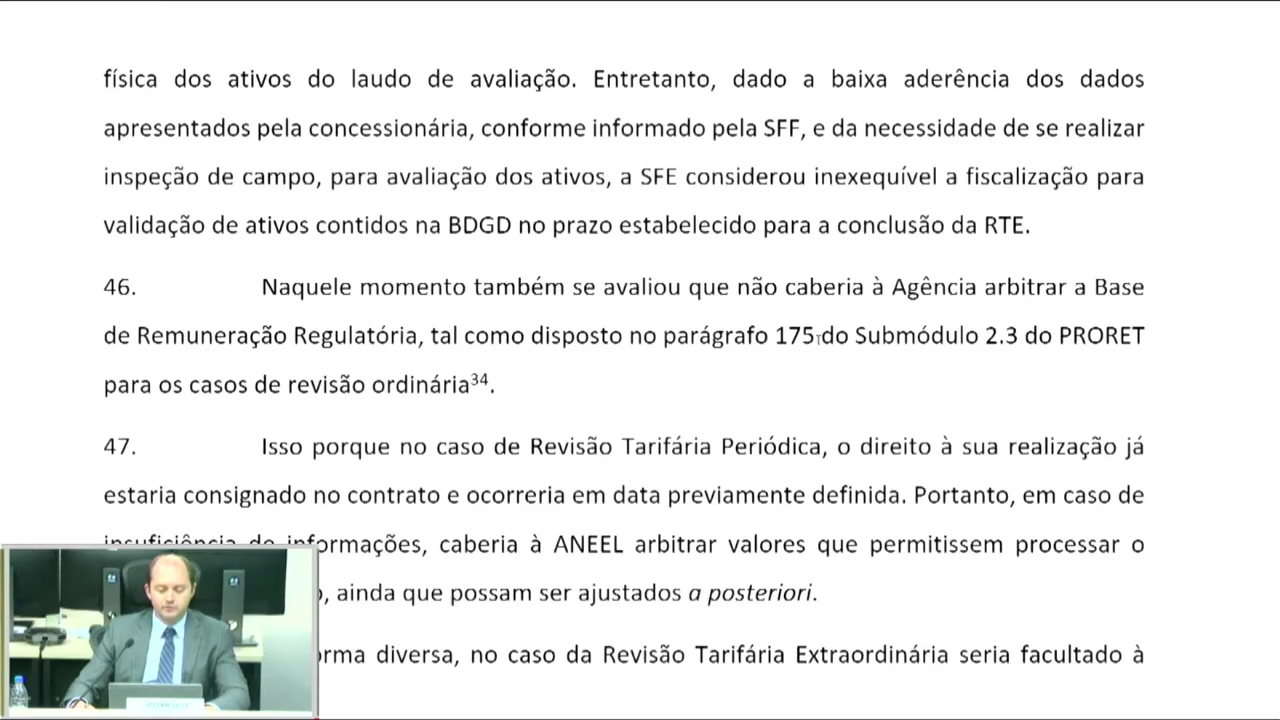 física dos ativos do laudo de avaliação. Entretanto, dado a baixa aderência dos dados
apresentados pela concessionária, conforme informado pela SFF, e da necessidade de se realizar
inspeção de campo, para avaliação dos ativos, a SFE considerou inexequível a fiscalização para
validação de ativos contidos na BDGD no prazo estabelecido para a conclusão da RTE.
46. Naquele momento também se avaliou que não caberia à Agência arbitrar a Base
de Remuneração Regulatória, tal como disposto no parágrafo 175 do Submódulo 2.3 do PRORET
para os casos de revisão ordinária³⁴.
47. Isso porque no caso de Revisão Tarifária Periódica, o direito à sua realização já
estaria consignado no contrato e ocorreria em data previamente definida. Portanto, em caso de
insuficiência de informações, caberia à ANEEL arbitrar valores que permitissem processar o
, ainda que possam ser ajustados a posteriori.
diversa, no caso da Revisão Tarifária Extraordinária seria facultado à